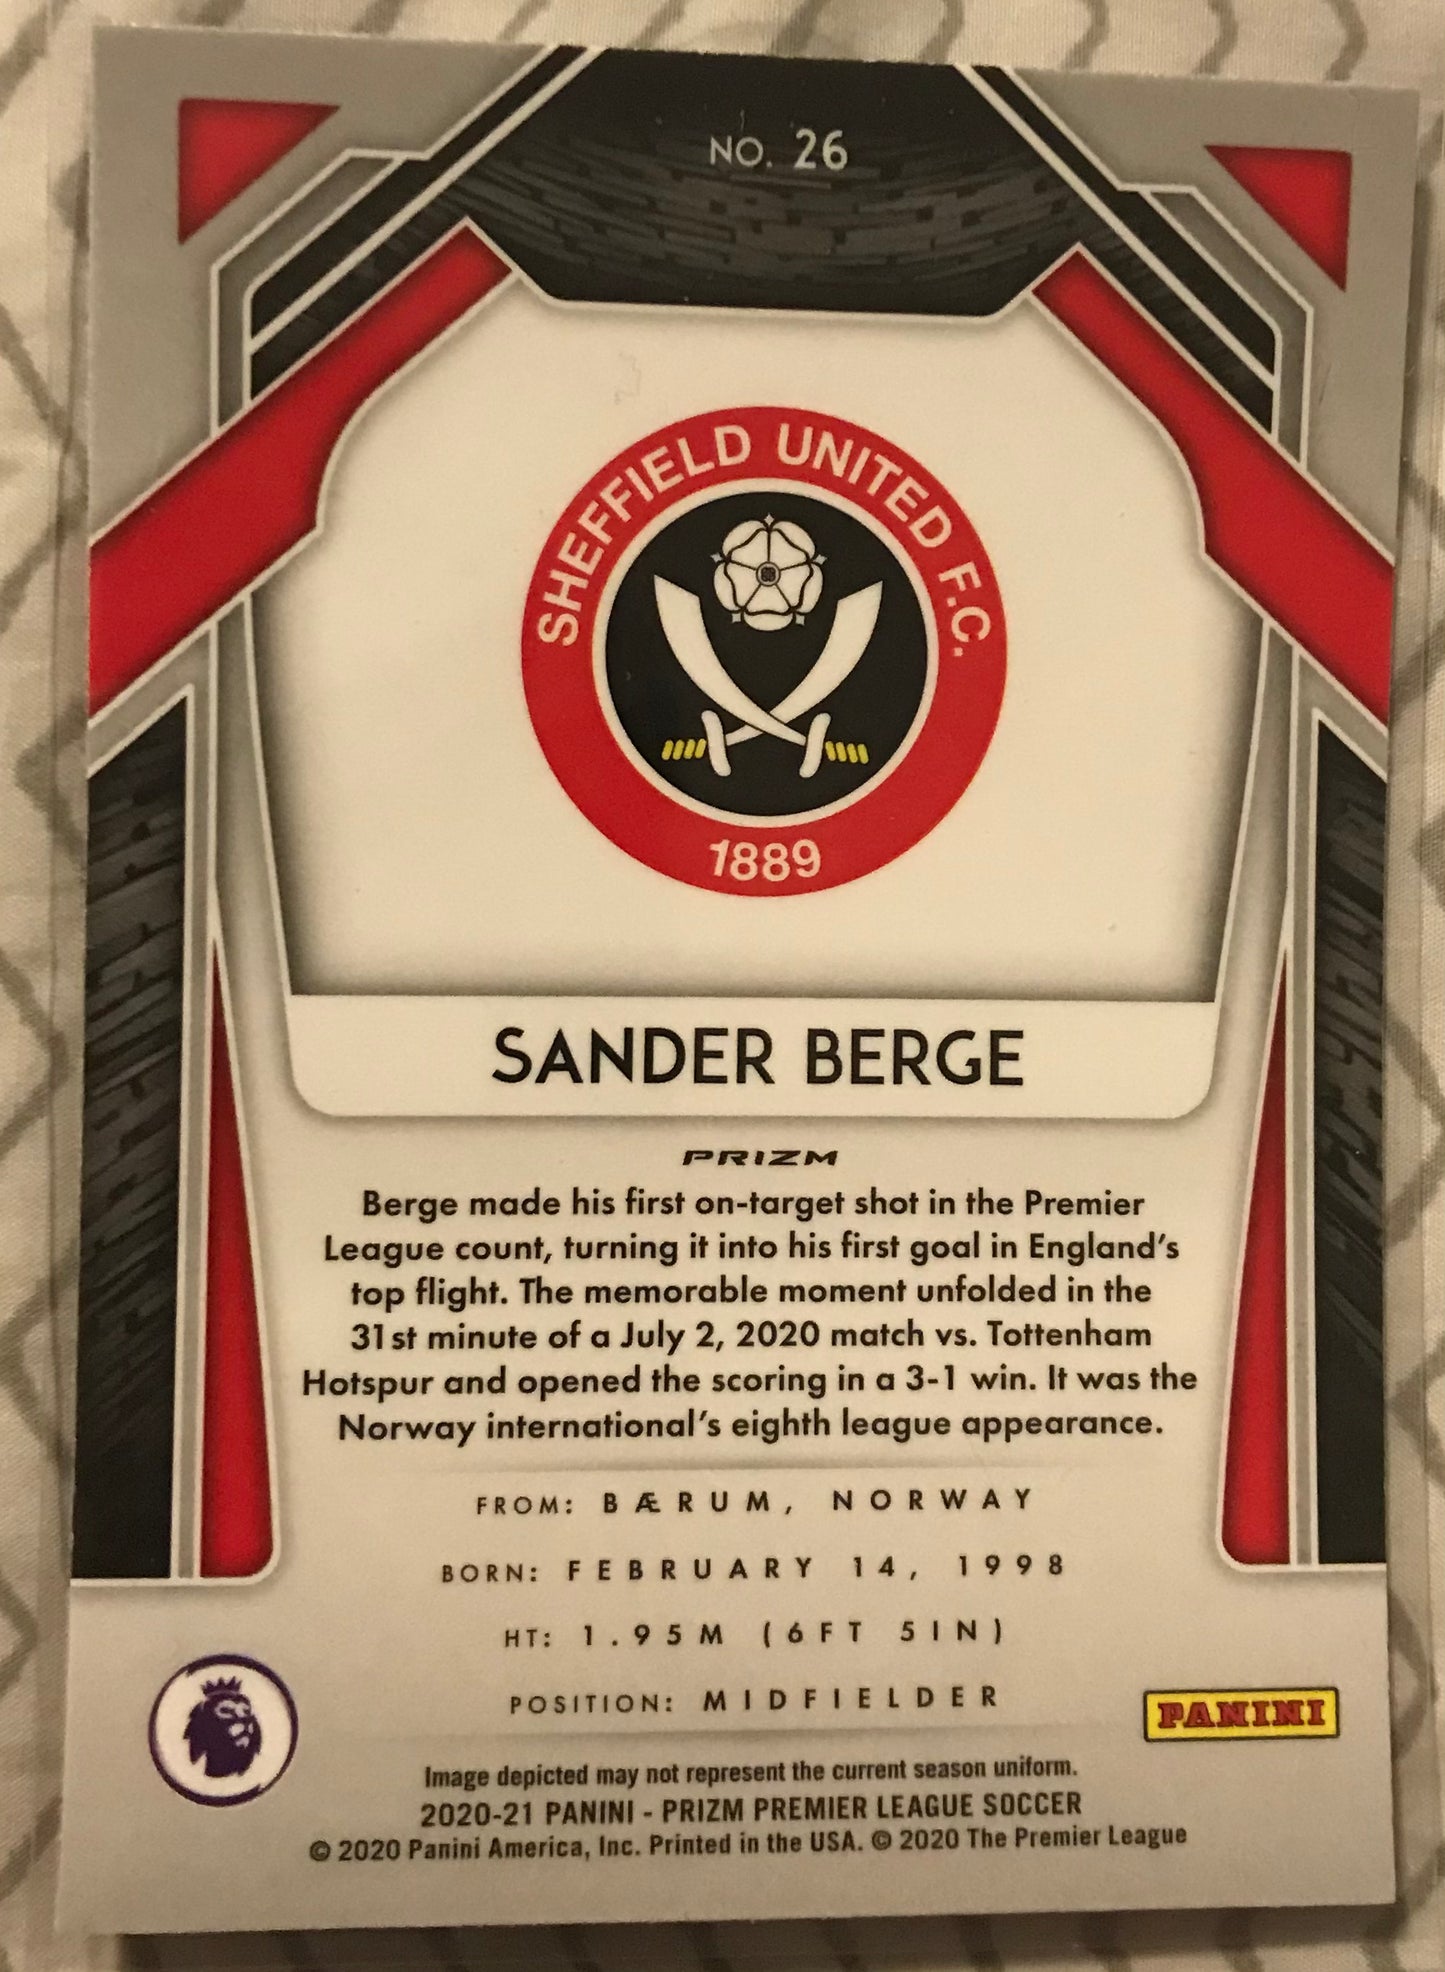 NO. 26
SHEFFIELD UNITED F.C.
1889
SANDER BERGE
PRIZM
Berge made his first on-target shot in the Premier
League count, turning it into his first goal in England's
top flight. The memorable moment unfolded in the
31st minute of a July 2, 2020 match vs. Tottenham
Hotspur and opened the scoring in a 3-1 win. It was the
Norway international's eighth league appearance.
FROM: BÆRUM, NORWAY
BORN: FEBRUARY 14, 1998
HT: 1.95M (6FT 5IN)
POSITION: MIDFIELDER
PANINI
Image depicted may not represent the current season uniform.
2020-21 PANINI - PRIZM PREMIER LEAGUE SOCCER
© 2020 Panini America, Inc. Printed in the USA. © 2020 The Premier League